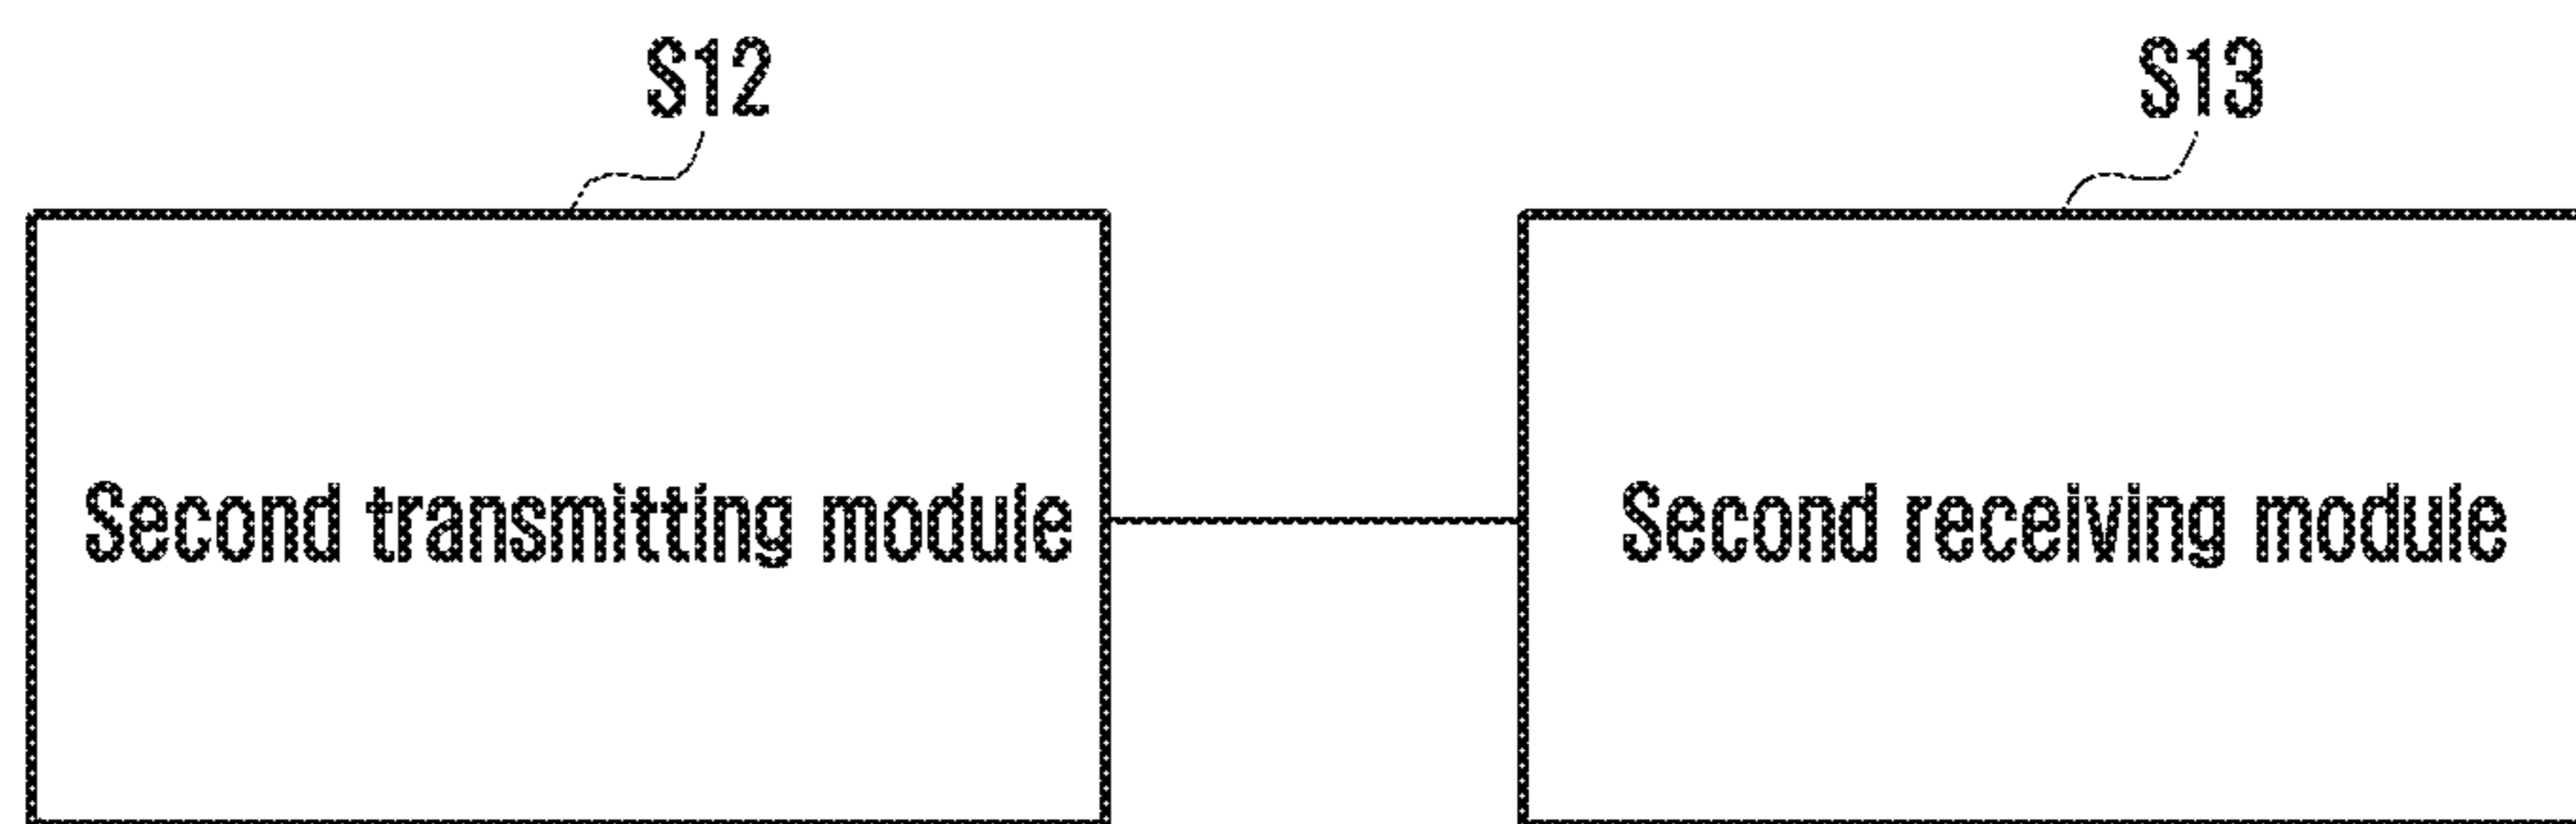 S12
S13
Second transmitting module
Second receiving module